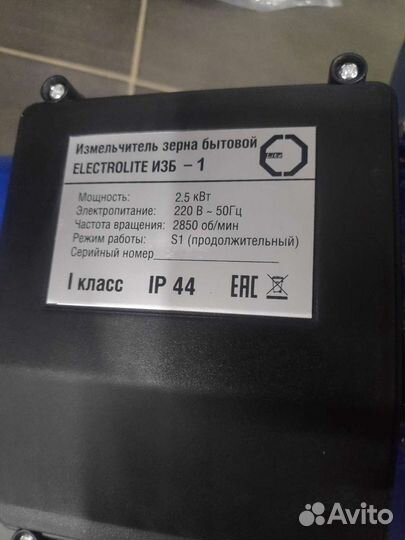 Измельчитель зерна бытовой
ELECTROLITE ИЗБ - 1
Мощность: 2.5 кВт
Электропитание: 220 В ~ 50Гц
Частота вращения: 2850 об/мин
Режим работы: S1 (продолжительный)
Серийный номер
I класс IP 44 EAC
Avito